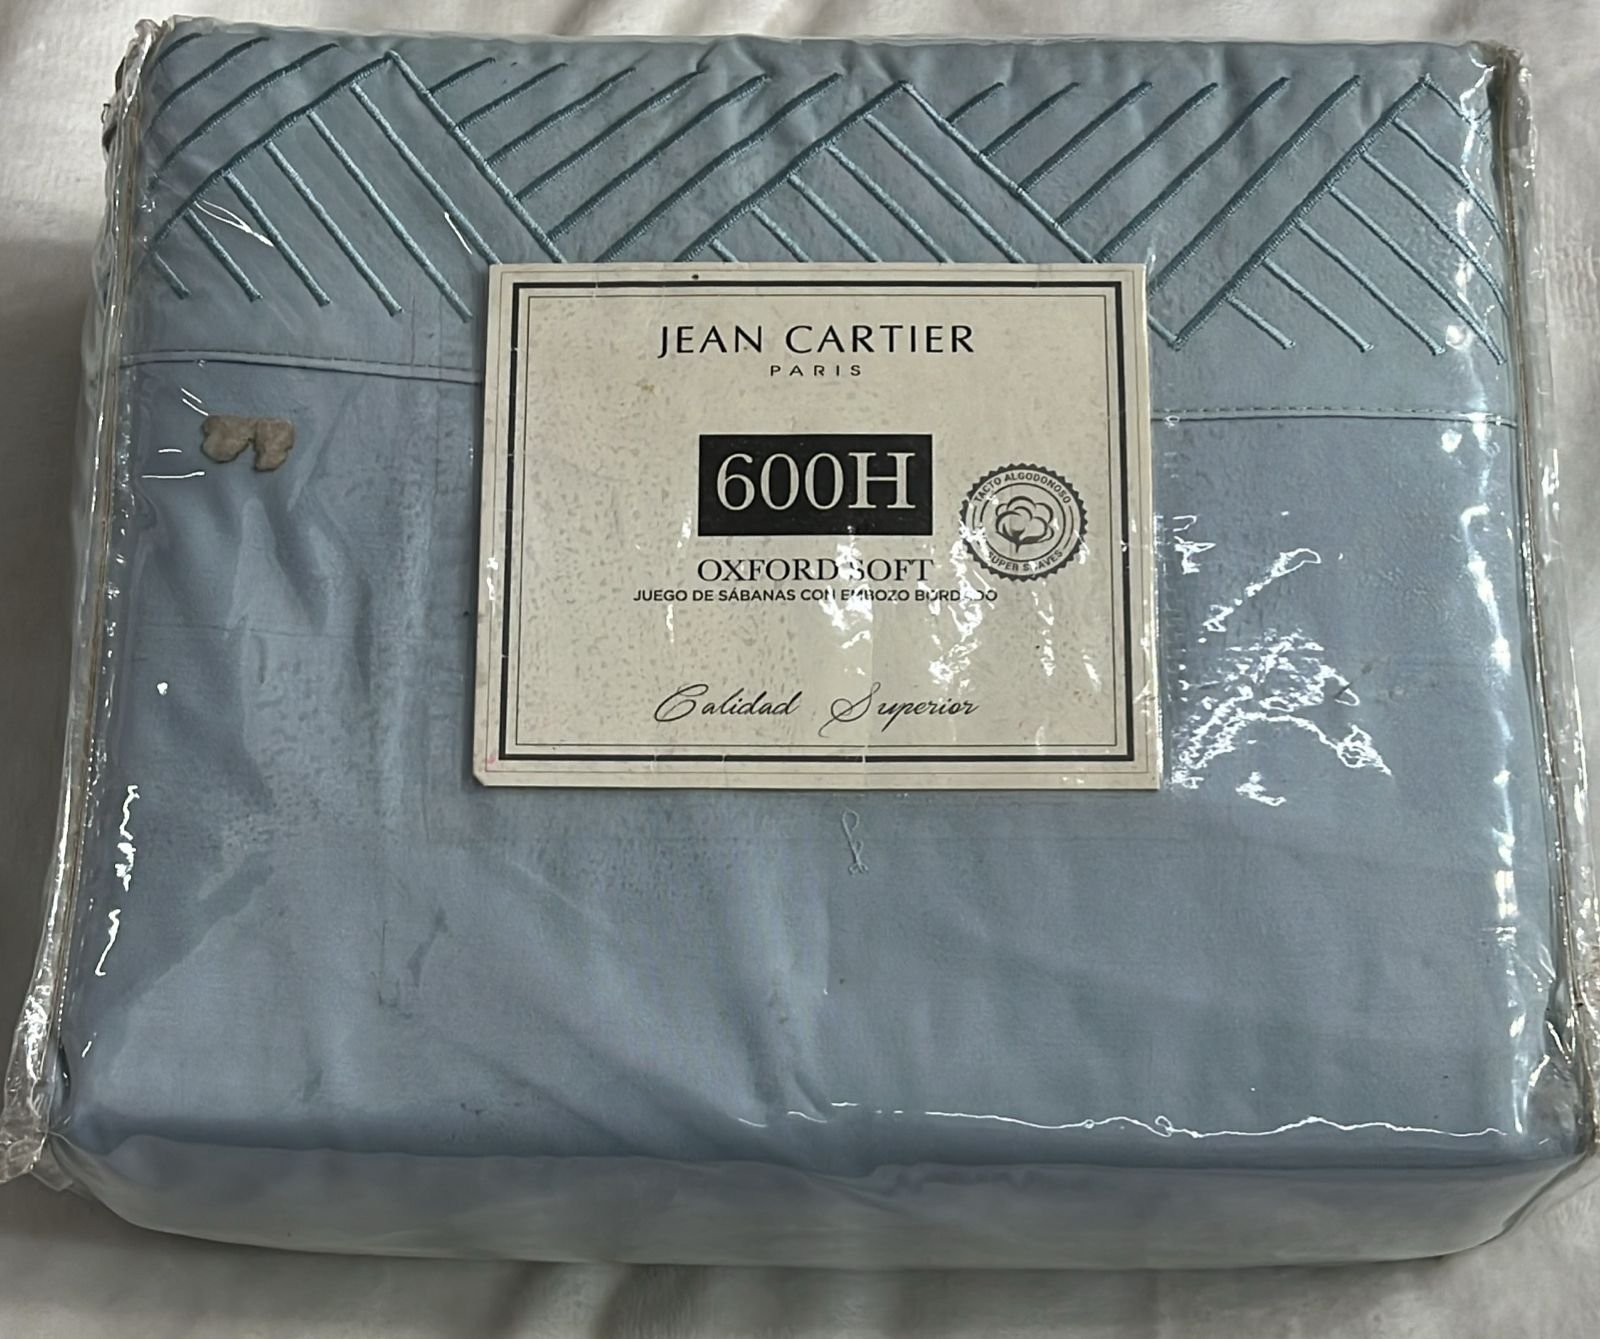 JEAN CARTIER
PARIS
600H
TACTO ALGODONOSO
SUPER SUAVES
OXFORD SOFT
JUEGO DE SÁBANAS CON EMBOZO BORDADO
Calidad Superior